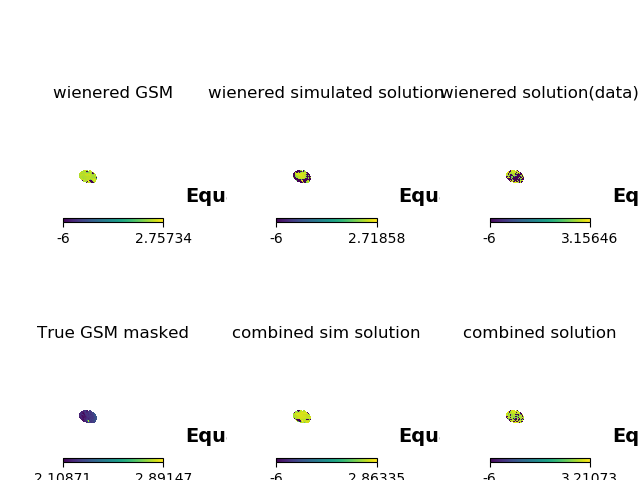 wienered GSM wienered simulated solution wienered solution(data)
Equ Equ Eq
-6 2.75734 -6 2.71858 -6 3.15646
True GSM masked combined sim solution combined solution
Equ Equ Eq
2.10871 2.89147 -6 2.86335 -6 3.21073